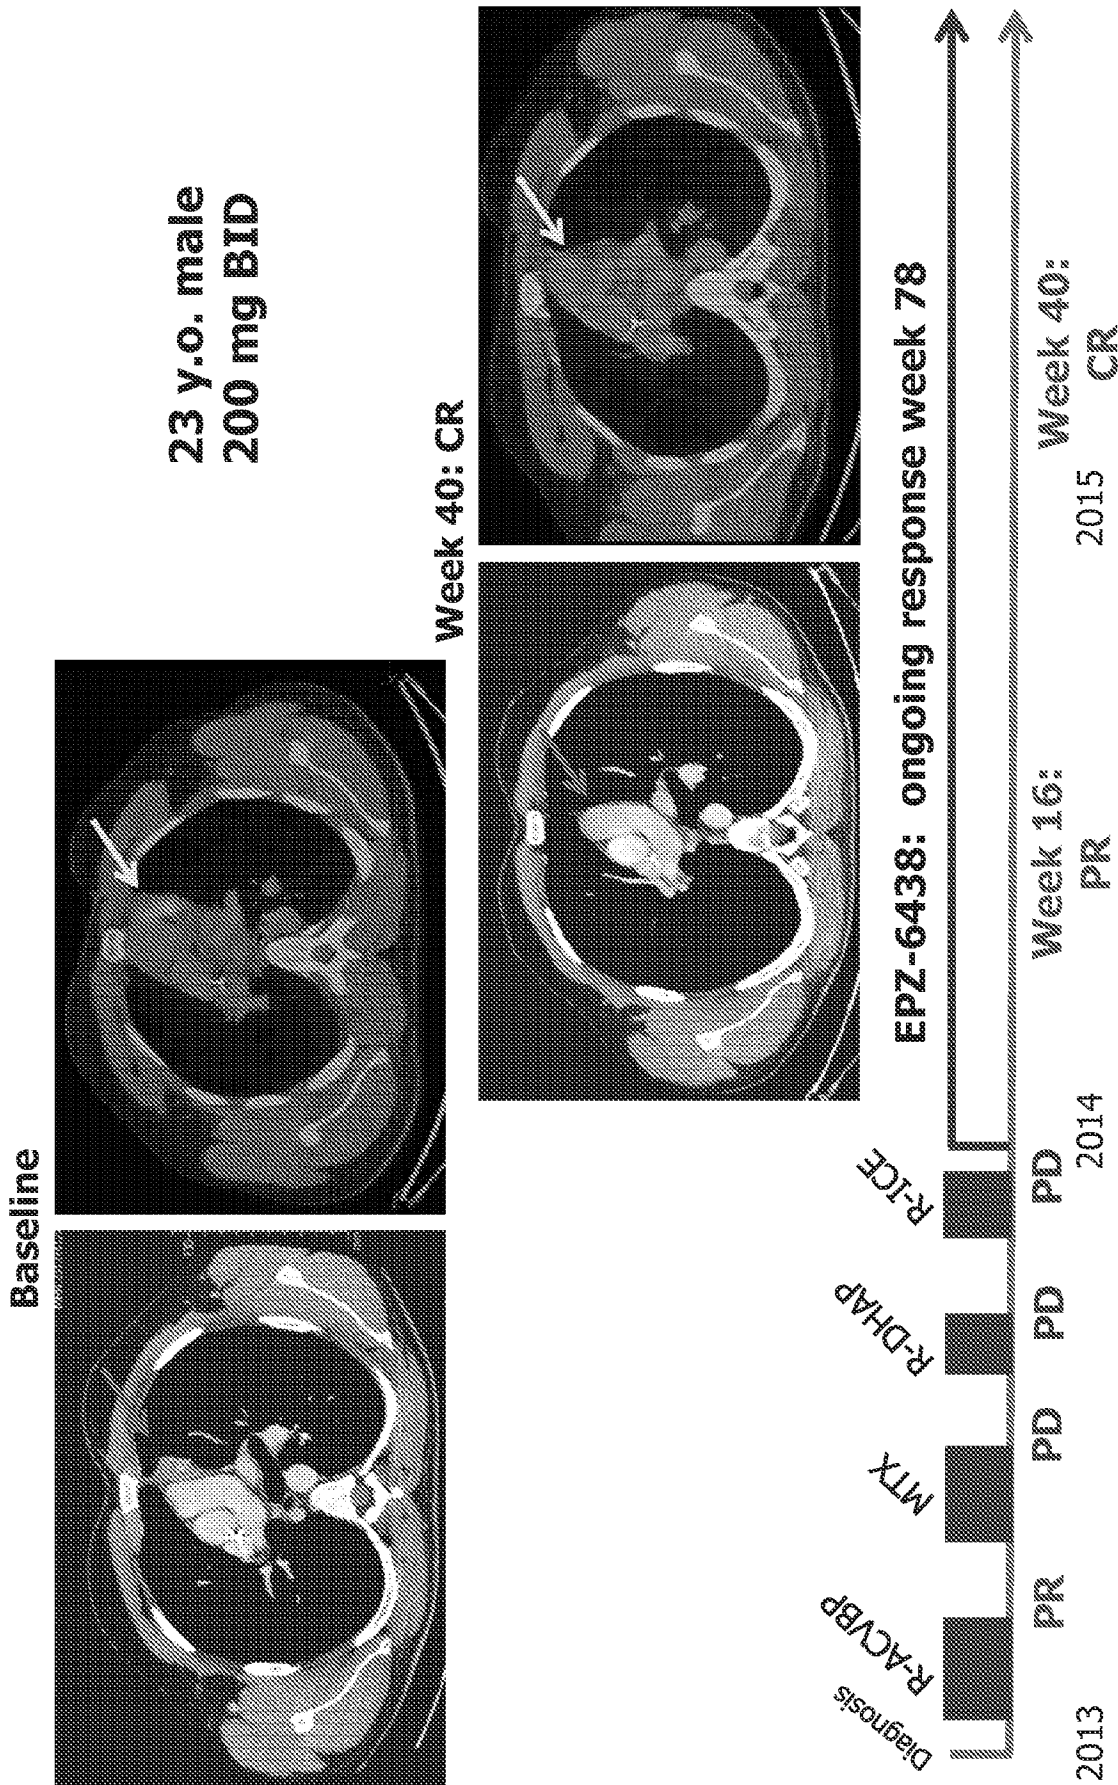 Baseline
23 y.o. male
200 mg BID
Week 40: CR
EPZ-6438: ongoing response week 78
Diagnosis
R-ACVBP
MTX
R-DHAP
R-ICE
PR
PD
PD
PD
Week 16:
PR
Week 40:
CR
2013
2014
2015